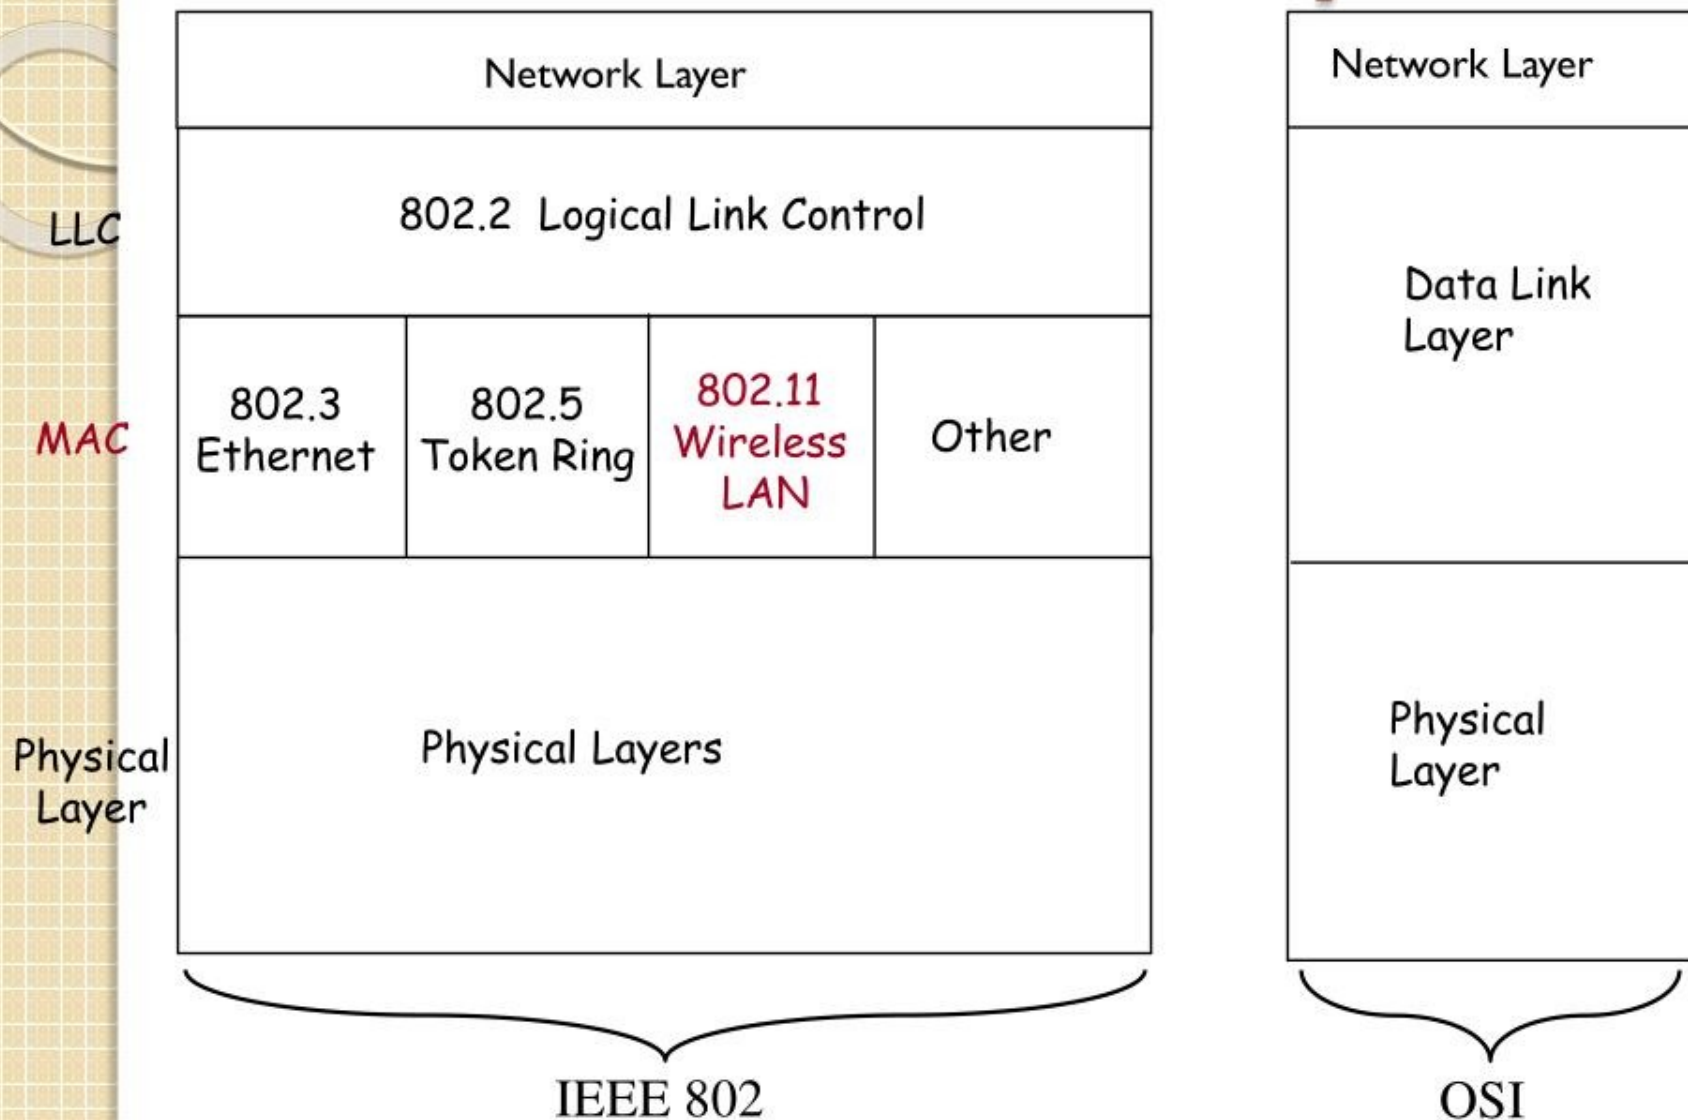 Network Layer
Network Layer
LLC
802.2 Logical Link Control
Data Link
Layer
MAC
802.3
Ethernet
802.5
Token Ring
802.11
Wireless
LAN
Other
Physical
Layer
Physical Layers
Physical
Layer
IEEE 802
OSI